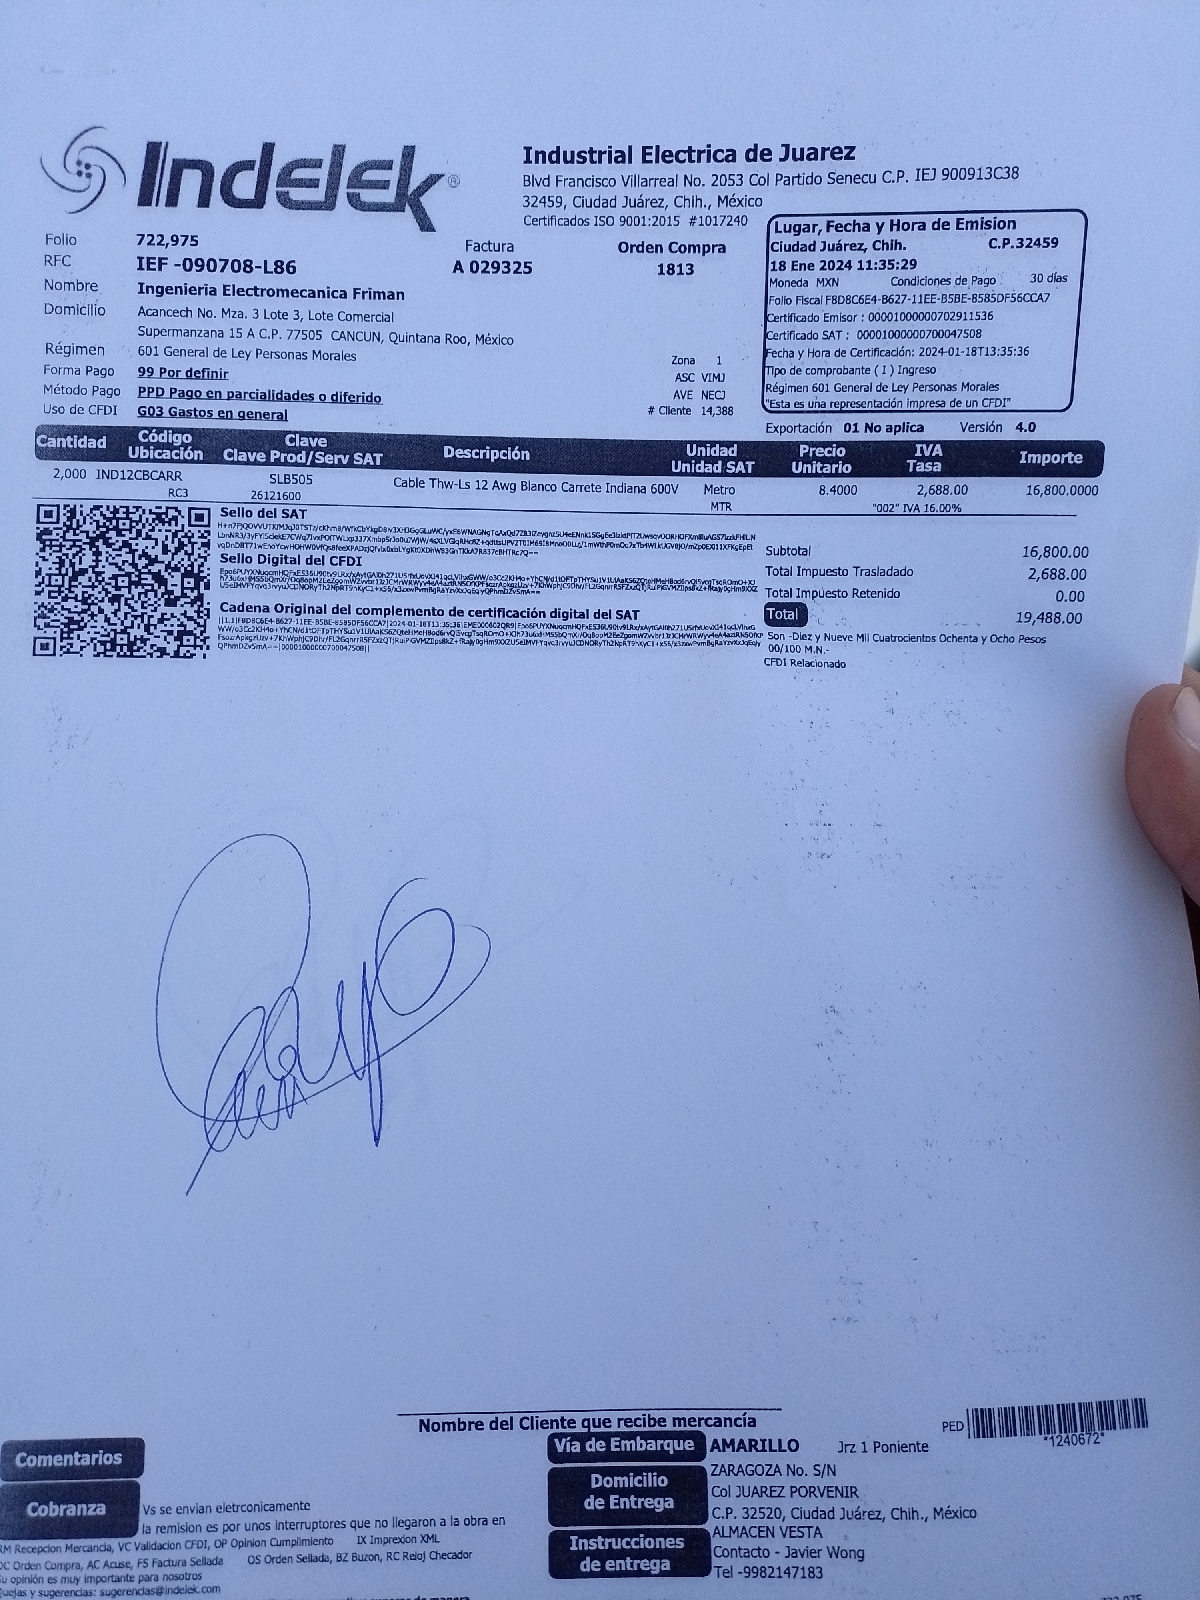 Indelek®
Industrial Electrica de Juarez
Blvd Francisco Villarreal No. 2053 Col Partido Senecu C.P. IEJ 900913C38
32459, Ciudad Juárez, Chih., México
Certificados ISO 9001:2015 #1017240
Folio 722,975
RFC IEF -090708-L86
Nombre Ingenieria Electromecanica Friman
Domicilio Acancech No. Mza. 3 Lote 3, Lote Comercial
Supermanzana 15 A C.P. 77505 CANCUN, Quintana Roo, México
Régimen 601 General de Ley Personas Morales
Forma Pago 99 Por definir
Método Pago PPD Pago en parcialidades o diferido
Uso de CFDI G03 Gastos en general
Factura
A 029325
Orden Compra
1813
Zona 1
ASC VIMJ
AVE NECJ
# Cliente 14,388
Lugar, Fecha y Hora de Emision
Ciudad Juárez, Chih. C.P.32459
18 Ene 2024 11:35:29
Moneda MXN Condiciones de Pago 30 días
Folio Fiscal F8D8C6E4-B627-11EE-B5BE-8585DF56CCA7
Certificado Emisor : 00001000000702911536
Certificado SAT : 00001000000700047508
Fecha y Hora de Certificación: 2024-01-18T13:35:36
Tipo de comprobante ( I ) Ingreso
Régimen 601 General de Ley Personas Morales
"Esta es una representación impresa de un CFDI"
Exportación 01 No aplica Versión 4.0
Cantidad Código Ubicación Clave Clave Prod/Serv SAT Descripción Unidad Unidad SAT Precio Unitario IVA Tasa Importe
2,000 IND12CBCARR SLB505 Cable Thw-Ls 12 Awg Blanco Carrete Indiana 600V Metro 8.4000 2,688.00 16,800.0000
RC3 26121600 MTR "002" IVA 16.00%
Sello del SAT
Sello Digital del CFDI
Cadena Original del complemento de certificación digital del SAT
Subtotal 16,800.00
Total Impuesto Trasladado 2,688.00
Total Impuesto Retenido 0.00
Total 19,488.00
Son -Diez y Nueve Mil Cuatrocientos Ochenta y Ocho Pesos
00/100 M.N.-
CFDI Relacionado
Nombre del Cliente que recibe mercancía
PED
*1240672*
Comentarios
Cobranza
Vs se envian eletrconicamente
la remision es por unos interruptores que no llegaron a la obra en
RM Recepcion Mercancia, VC Validacion CFDI, OP Opinion Cumplimiento IX Imprexion XML
OC Orden Compra, AC Acuse, FS Factura Sellada OS Orden Sellada, BZ Buzon, RC Reloj Checador
Su opinión es muy importante para nosotros
Quejas y sugerencias: sugerencias@indelek.com
Vía de Embarque AMARILLO Jrz 1 Poniente
Domicilio de Entrega
ZARAGOZA No. S/N
Col JUAREZ PORVENIR
C.P. 32520, Ciudad Juárez, Chih., México
Instrucciones de entrega
ALMACEN VESTA
Contacto - Javier Wong
Tel -9982147183